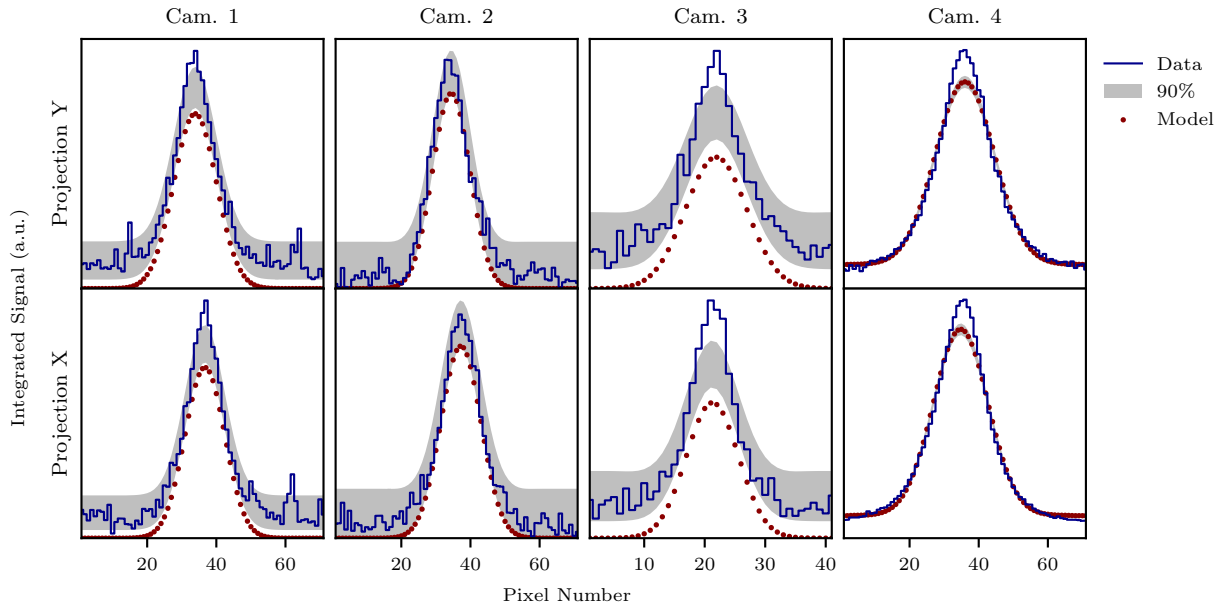 Cam. 1 Cam. 2 Cam. 3 Cam. 4
Data
90%
Model
Projection Y
Integrated Signal (a.u.)
Projection X
20 40 60 20 40 60 10 20 30 40 20 40 60
Pixel Number